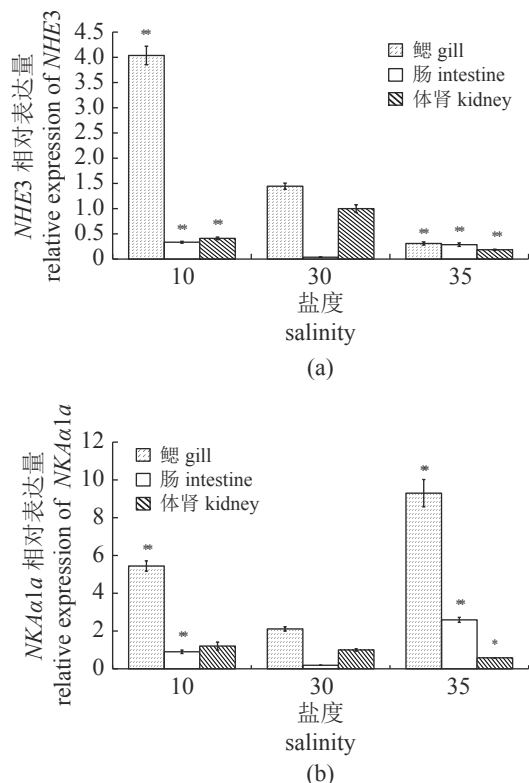 4.5
4.0
3.5
3.0
2.5
2.0
1.5
1.0
0.5
0
NHE3 相对表达量
relative expression of NHE3
鳃 gill
肠 intestine
体肾 kidney
**
**
**
**
**
**
10
30
35
盐度
salinity
(a)
12
10
8
6
4
2
0
NKAα1a 相对表达量
relative expression of NKAα1a
鳃 gill
肠 intestine
体肾 kidney
**
**
**
**
*
10
30
35
盐度
salinity
(b)